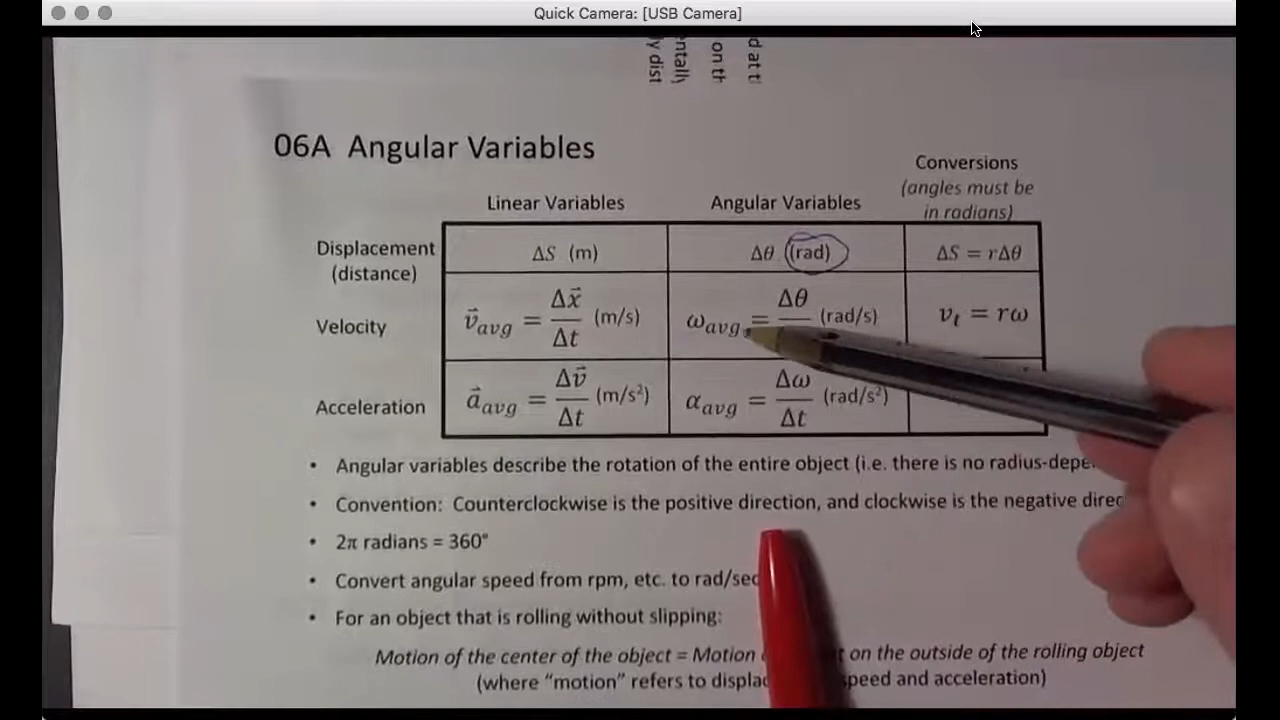 Quick Camera: [USB Camera]
y dist
entally
on th
d at t
06A Angular Variables
Conversions
(angles must be
in radians)
Linear Variables
Angular Variables
Displacement
(distance)
ΔS (m)
Δθ (rad)
ΔS = rΔθ
Velocity
v⃗avg = Δx⃗/Δt (m/s)
ωavg = Δθ (rad/s)
vt = rω
Acceleration
a⃗avg = Δv⃗/Δt (m/s²)
αavg = Δω/Δt (rad/s²)
• Angular variables describe the rotation of the entire object (i.e. there is no radius-depe
• Convention: Counterclockwise is the positive direction, and clockwise is the negative direc
• 2π radians = 360°
• Convert angular speed from rpm, etc. to rad/sec
• For an object that is rolling without slipping:
Motion of the center of the object = Motion on the outside of the rolling object
(where “motion” refers to displac speed and acceleration)